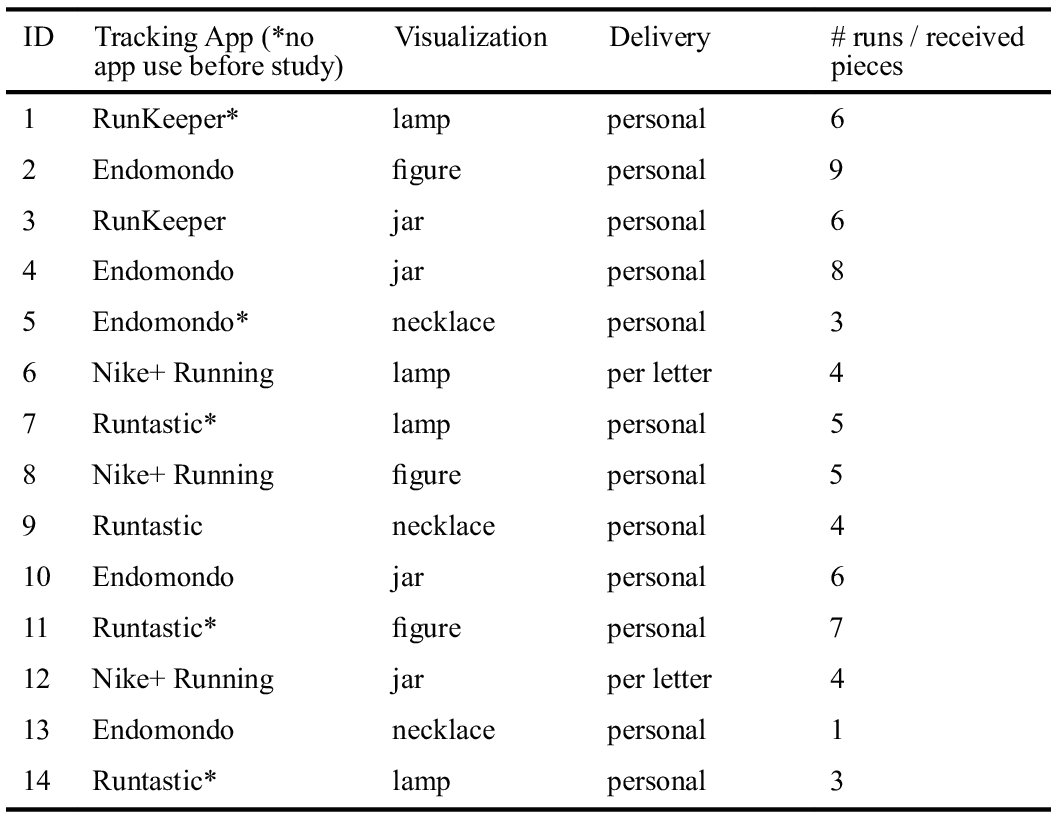 ID Tracking App (*no app use before study) Visualization Delivery # runs / received pieces
1 RunKeeper* lamp personal 6
2 Endomondo figure personal 9
3 RunKeeper jar personal 6
4 Endomondo jar personal 8
5 Endomondo* necklace personal 3
6 Nike+ Running lamp per letter 4
7 Runtastic* lamp personal 5
8 Nike+ Running figure personal 5
9 Runtastic necklace personal 4
10 Endomondo jar personal 6
11 Runtastic* figure personal 7
12 Nike+ Running jar per letter 4
13 Endomondo necklace personal 1
14 Runtastic* lamp personal 3